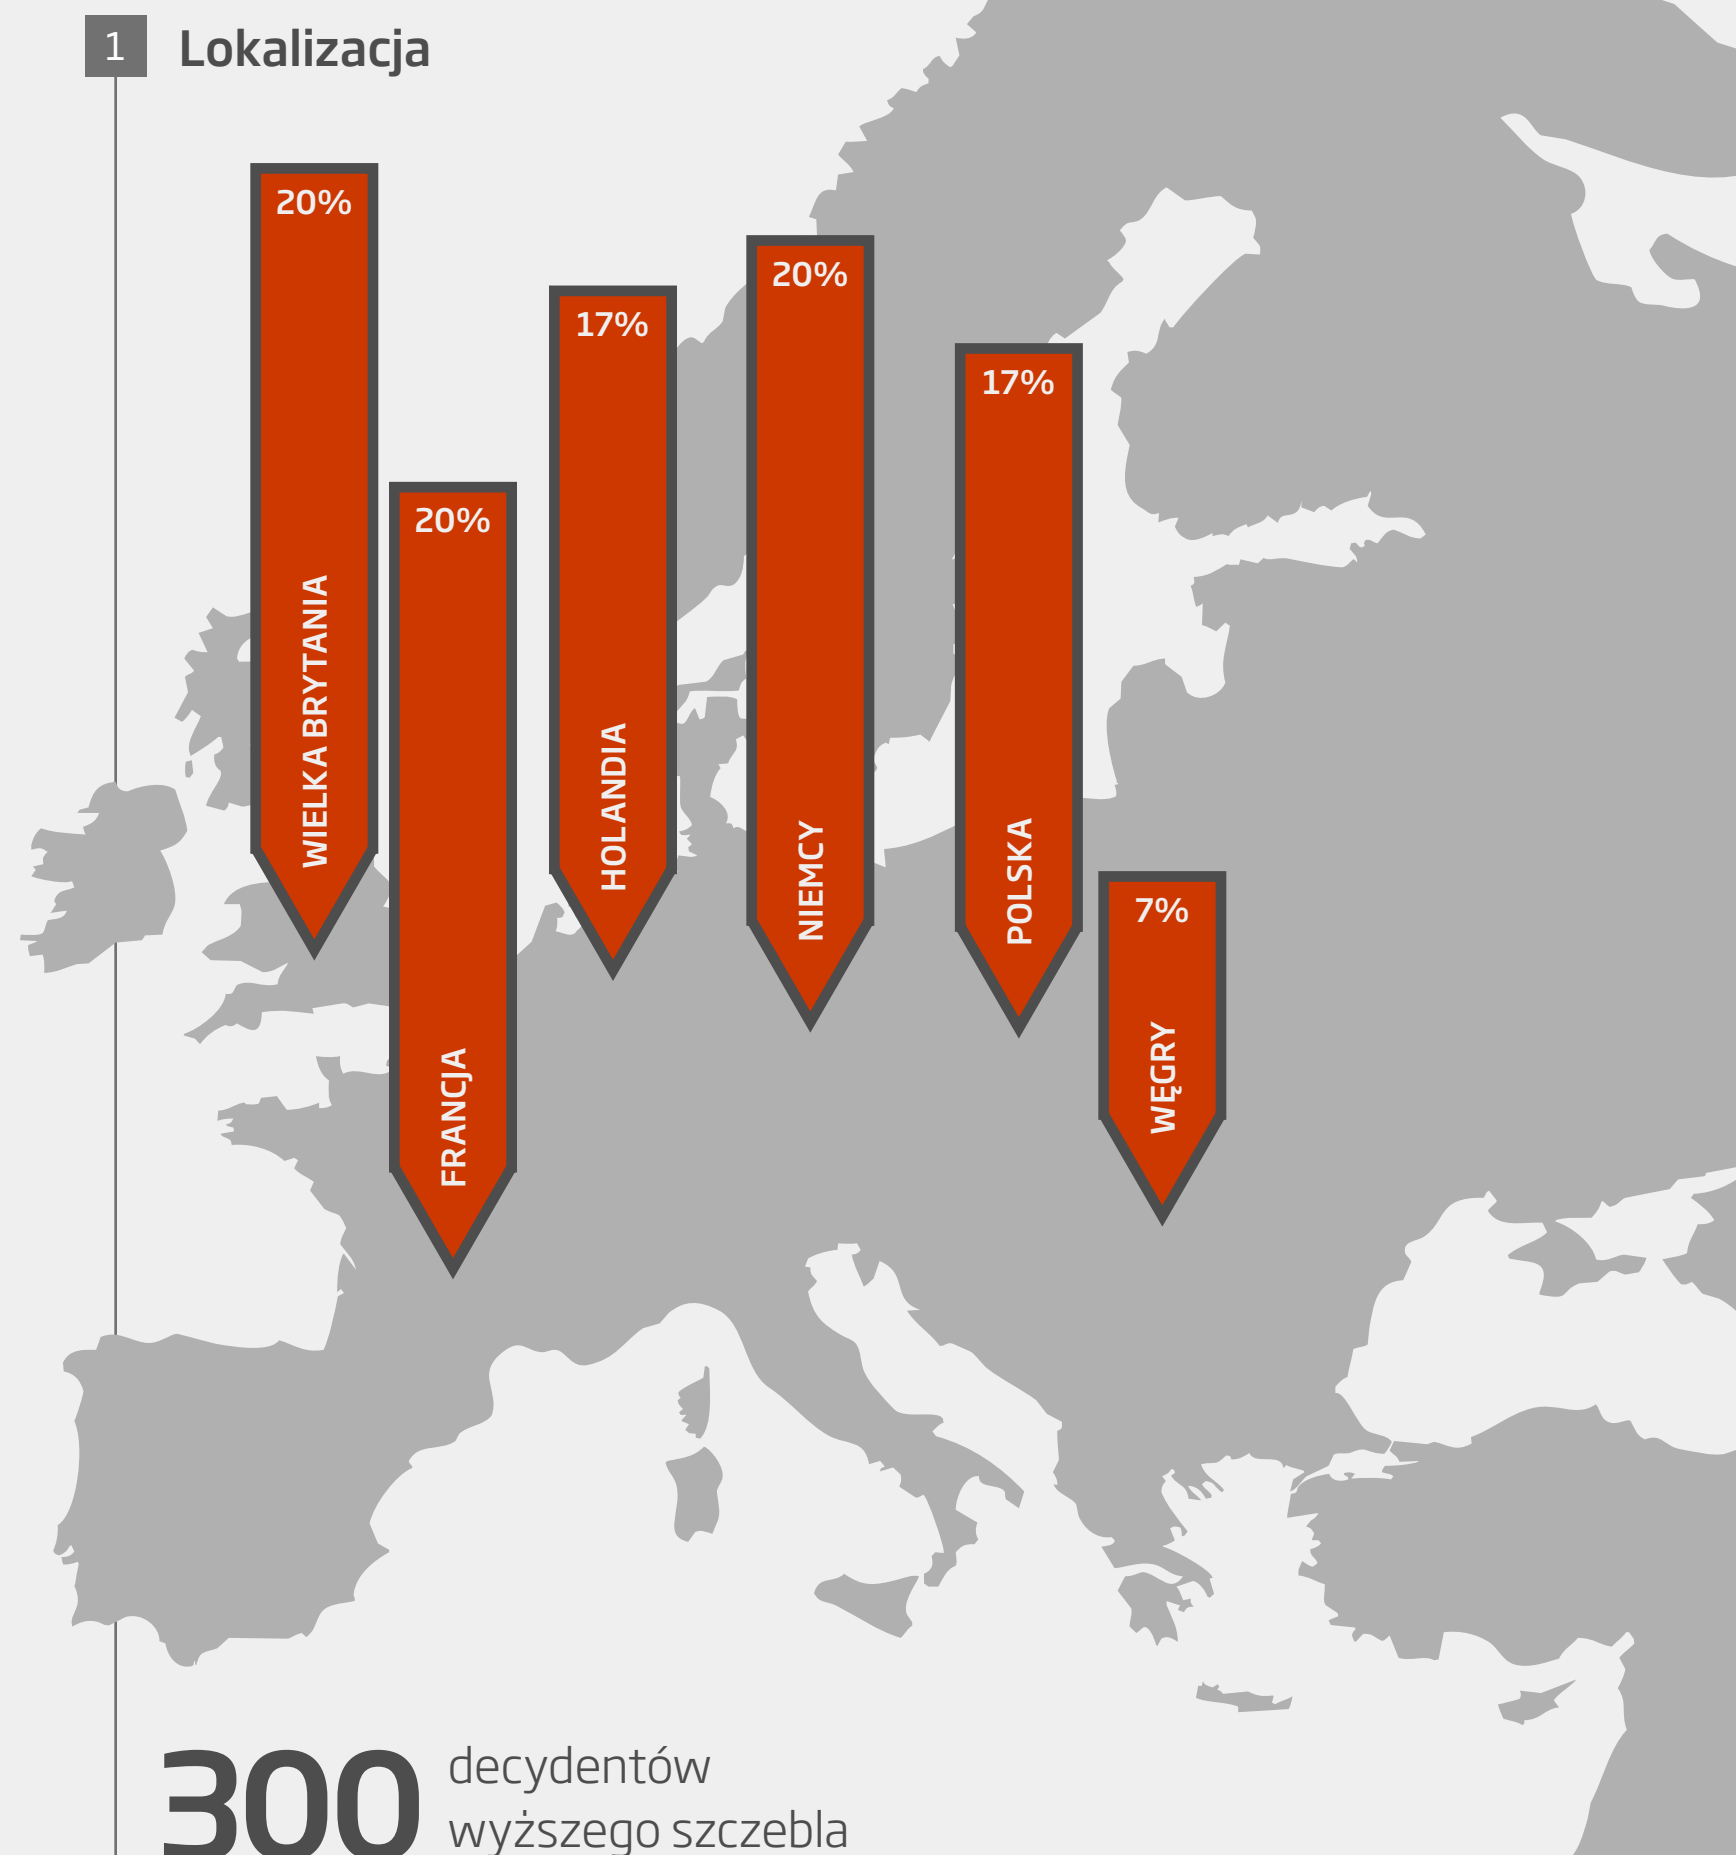 1 Lokalizacja
20%
WIELKA BRYTANIA
20%
FRANCJA
17%
HOLANDIA
20%
NIEMCY
17%
POLSKA
7%
WĘGRY
300 decydentów
wyższego szczebla